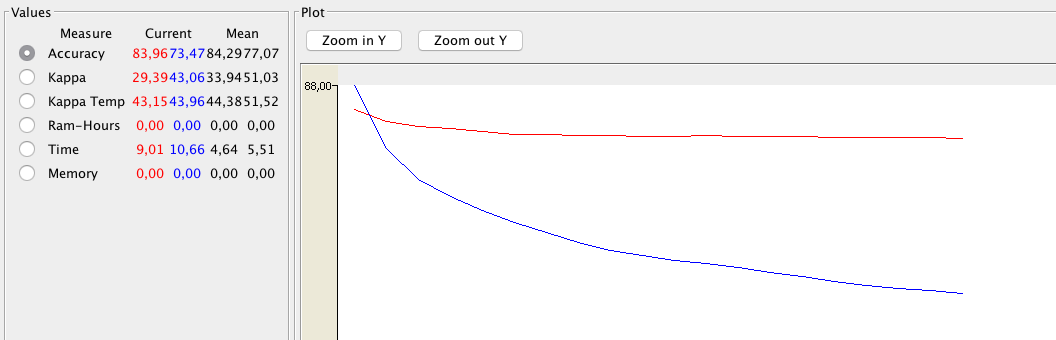 Values
Measure Current Mean
Accuracy 83,96 73,47 84,29 77,07
Kappa 29,39 43,06 33,94 51,03
Kappa Temp 43,15 43,96 44,38 51,52
Ram-Hours 0,00 0,00 0,00 0,00
Time 9,01 10,66 4,64 5,51
Memory 0,00 0,00 0,00 0,00
Plot
Zoom in Y Zoom out Y
88,00